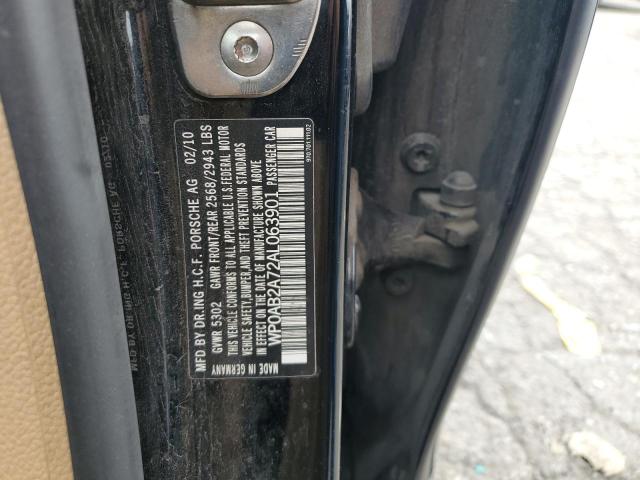 MFD BY DR.ING H.C.F. PORSCHE AG 02/10
GVWR 5302 GAWR FRONT/REAR 2568/2943 LBS
THIS VEHICLE CONFORMS TO ALL APPLICABLE U.S.FEDERAL MOTOR
VEHICLE SAFETY,BUMPER,AND THEFT PREVENTION STANDARDS
IN EFFECT ON THE DATE OF MANUFACTURE SHOWN ABOVE
WP0AB2A72AL063901 PASSENGER CAR
MADE IN GERMANY